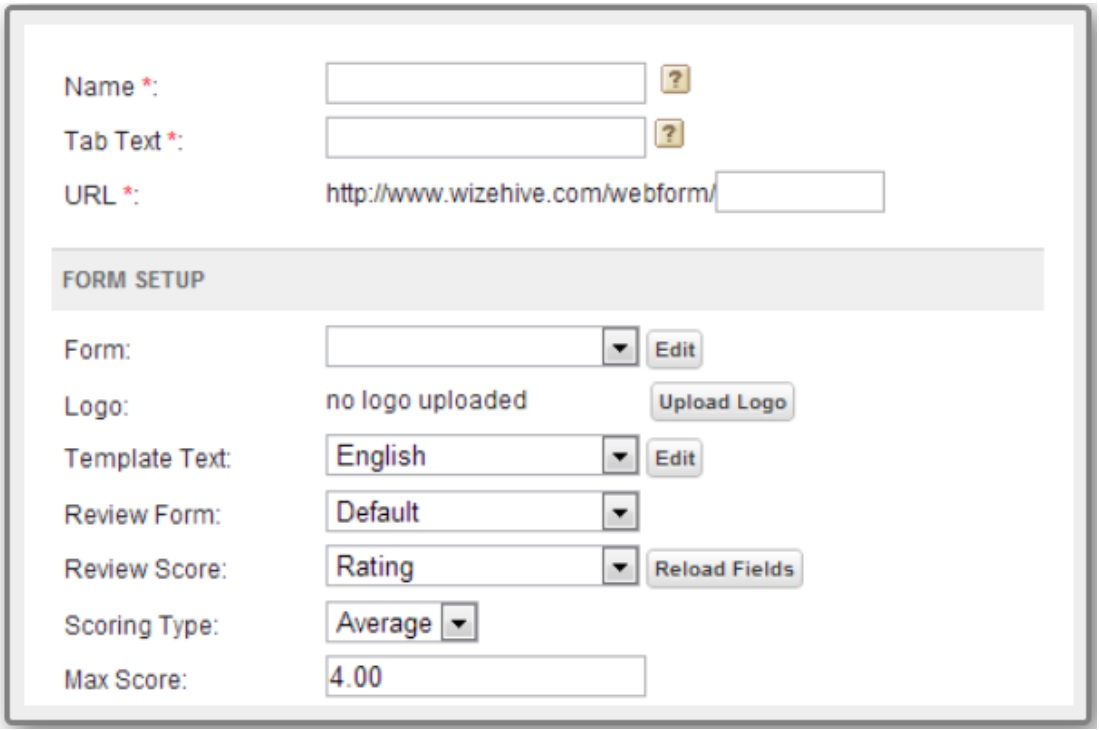 Name *: ?
Tab Text *: ?
URL *: http://www.wizehive.com/webform/
FORM SETUP
Form: Edit
Logo: no logo uploaded Upload Logo
Template Text: English Edit
Review Form: Default
Review Score: Rating Reload Fields
Scoring Type: Average
Max Score: 4.00